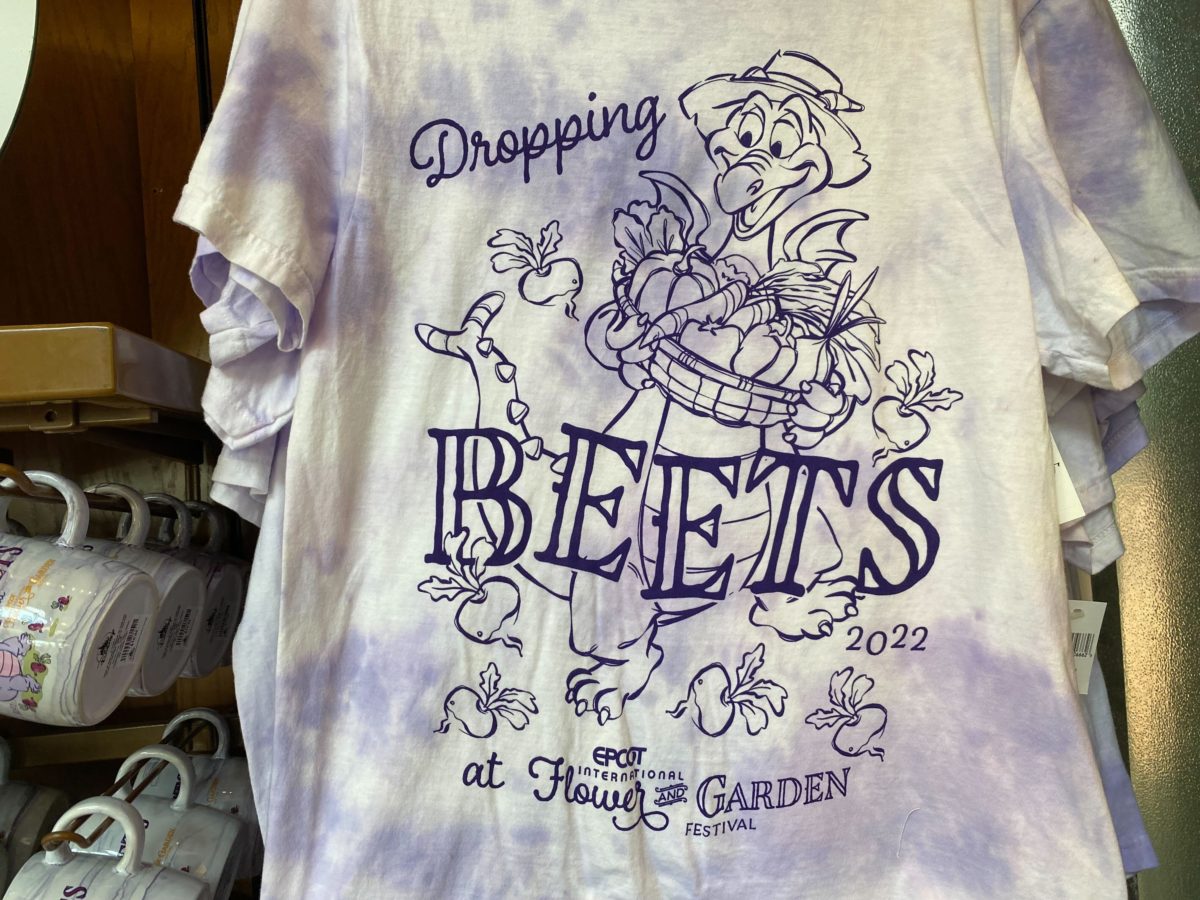 Dropping
BEETS
2022
at EPCOT
INTERNATIONAL
Flower AND GARDEN
FESTIVAL